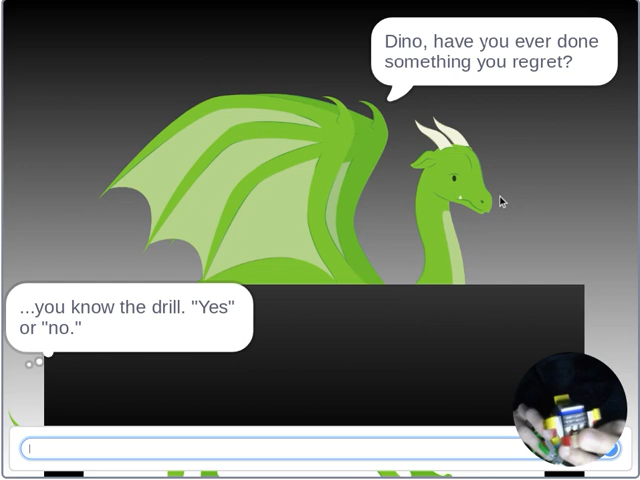 Dino, have you ever done
something you regret?
...you know the drill. "Yes"
or "no."